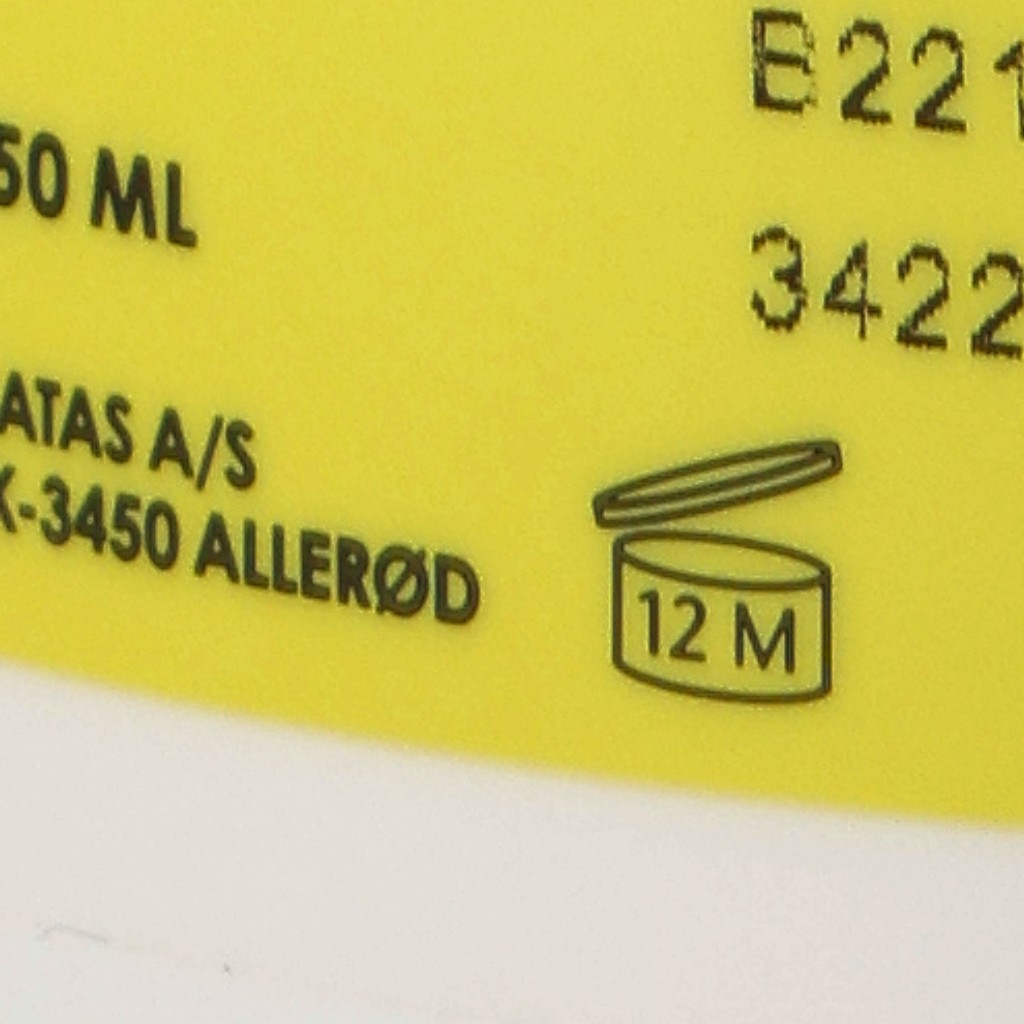 B221
50 ML
3422
ATAS A/S
K-3450 ALLERØD
12 M